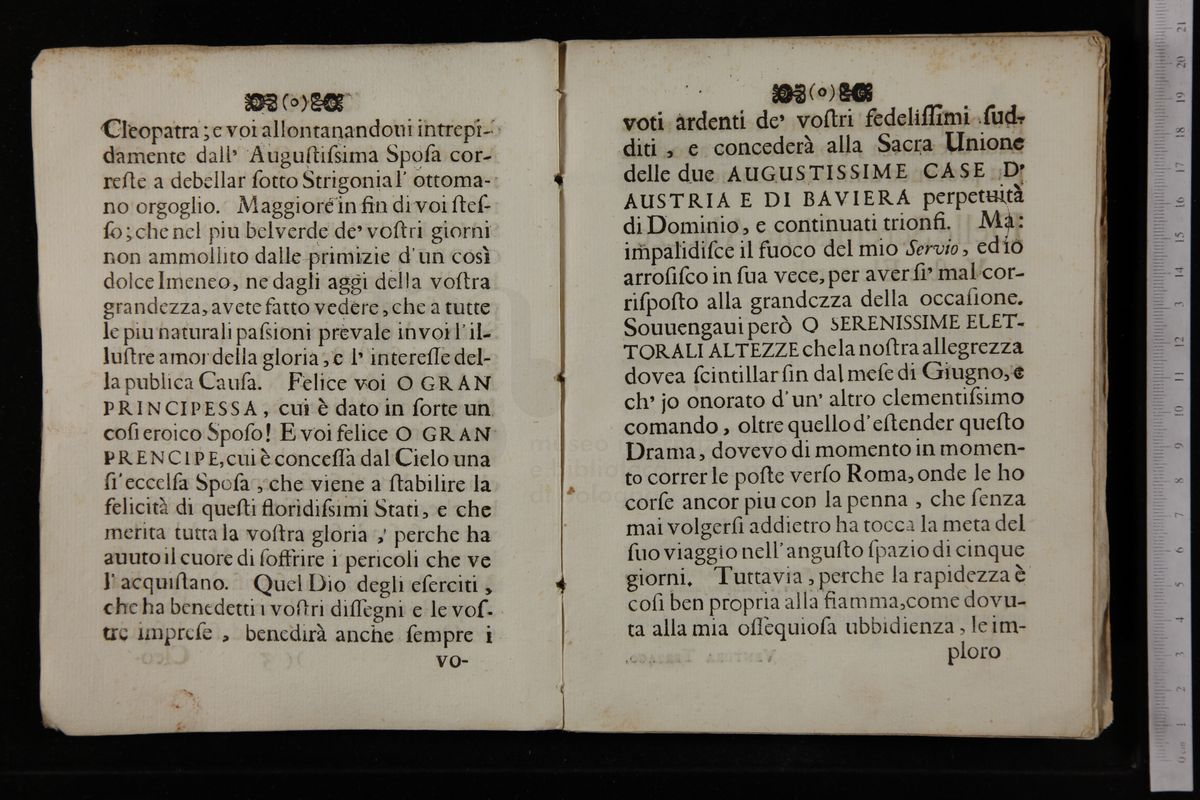 (o)
Cleopatra; e voi allontanandoui intrepi-
damente dall' Auguſtiſsima Spoſa cor-
reſte a debellar ſotto Strigonia l' ottoma-
no orgoglio. Maggiore in fin di voi ſteſ-
ſo; che nel piu bel verde de' voſtri giorni
non ammollito dalle primizie d' un così
dolce Imeneo, ne dagli aggi della voſtra
grandezza, avete fatto vedere, che a tutte
le piu naturali paſsioni prevale in voi l' il-
luſtre amor della gloria, e l' intereſſe del-
la publica Cauſa. Felice voi O GRAN
PRINCIPESSA, cui è dato in ſorte un
coſi eroico Spoſo! E voi felice O GRAN
PRENCIPE, cui è conceſſa dal Cielo una
ſi' eccelſa Spoſa, che viene a ſtabilire la
felicità di queſti floridiſsimi Stati, e che
merita tutta la voſtra gloria, perche ha
auuto il cuore di ſoffrire i pericoli che ve
l' acquiſtano. Quel Dio degli eſerciti,
che ha benedetti i voſtri diſſegni e le voſ-
tre impreſe, benedirà anche ſempre i
vo-
(o)
voti ardenti de' voſtri fedeliſſimi ſud-
diti, e concederà alla Sacra Unione
delle due AUGUSTISSIME CASE D'
AUSTRIA E DI BAVIERA perpetuità
di Dominio, e continuati trionfi. Ma:
impalidiſce il fuoco del mio Servio, ed io
arroſiſco in ſua vece, per aver ſi' mal cor-
riſpoſto alla grandezza della occaſione.
Souuengaui però O SERENISSIME ELET-
TORALI ALTEZZE che la noſtra allegrezza
dovea ſcintillar fin dal meſe di Giugno, e
ch' jo onorato d' un' altro clementiſsimo
comando, oltre quello d' eſtender queſto
Drama, dovevo di momento in momen-
to correr le poſte verſo Roma, onde le ho
corſe ancor piu con la penna, che ſenza
mai volgerſi addietro ha tocca la meta del
ſuo viaggio nell' anguſto ſpazio di cinque
giorni. Tuttavia, perche la rapidezza è
coſi ben propria alla fiamma, come dovu-
ta alla mia oſſequioſa ubbidienza, le im-
ploro